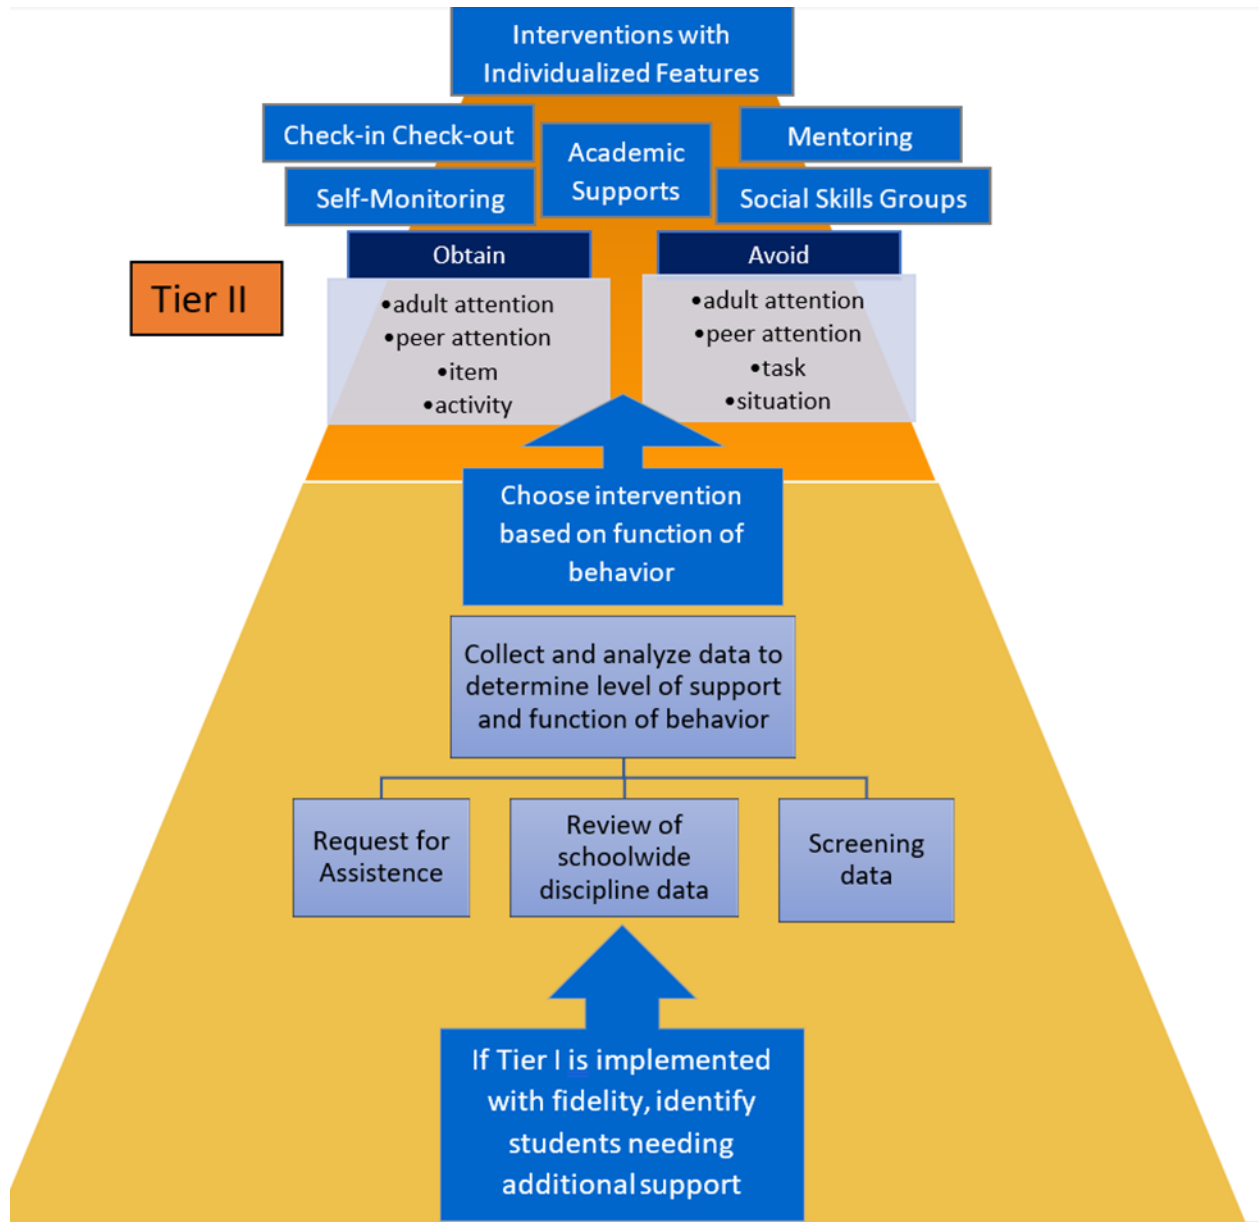 Interventions with
Individualized Features
Check-in Check-out
Academic
Supports
Mentoring
Self-Monitoring
Social Skills Groups
Tier II
Obtain
•adult attention
•peer attention
•item
•activity
Avoid
•adult attention
•peer attention
•task
•situation
Choose intervention
based on function of
behavior
Collect and analyze data to
determine level of support
and function of behavior
Request for
Assistence
Review of
schoolwide
discipline data
Screening
data
If Tier I is implemented
with fidelity, identify
students needing
additional support